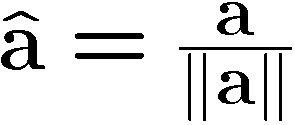 â = a / ‖a‖